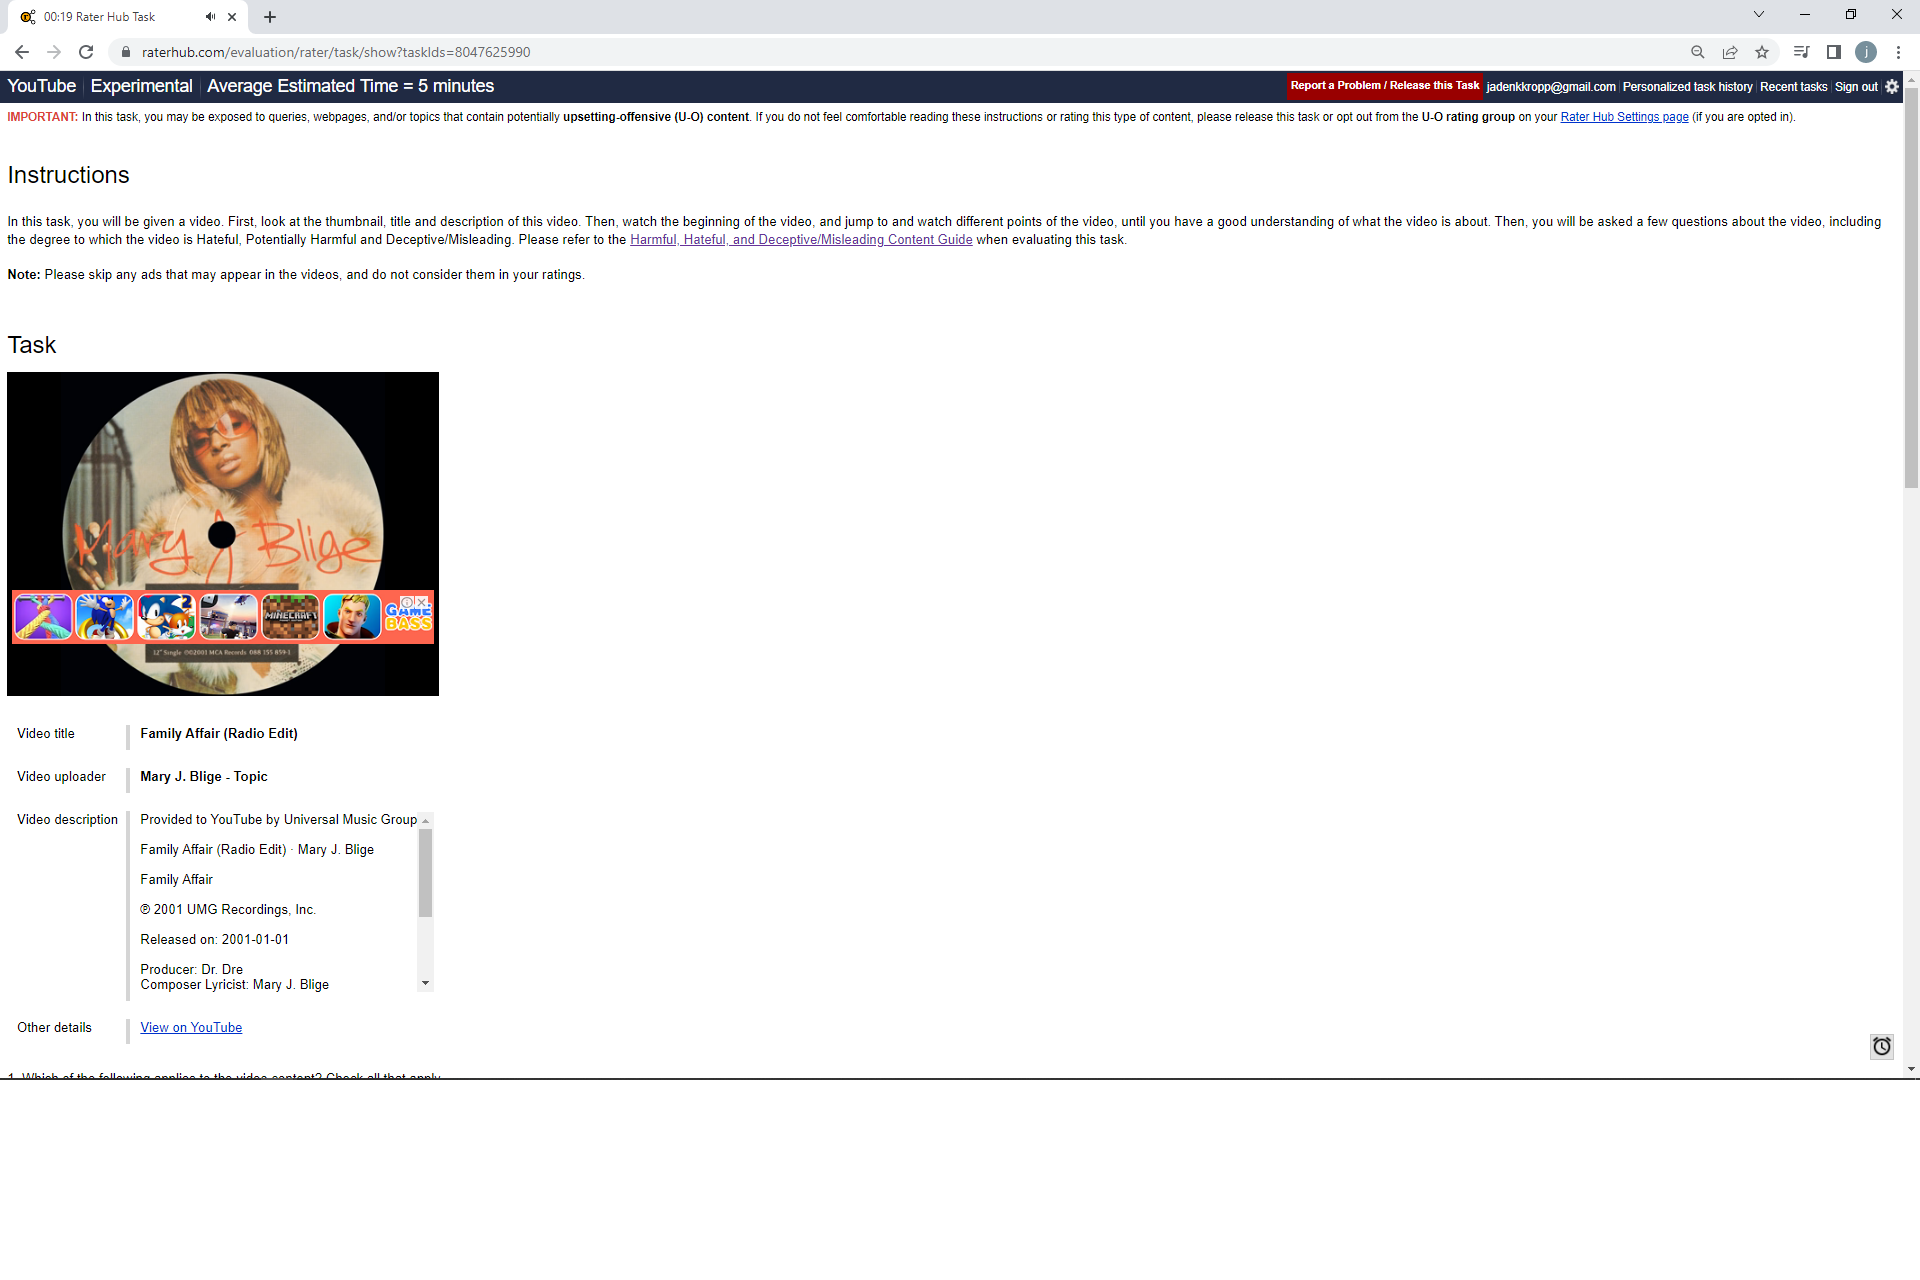 00:19 Rater Hub Task
raterhub.com/evaluation/rater/task/show?taskIds=8047625990
j
YouTube Experimental Average Estimated Time = 5 minutes
Report a Problem / Release this Task jadenkkropp@gmail.com Personalized task history Recent tasks Sign out
IMPORTANT: In this task, you may be exposed to queries, webpages, and/or topics that contain potentially upsetting-offensive (U-O) content. If you do not feel comfortable reading these instructions or rating this type of content, please release this task or opt out from the U-O rating group on your Rater Hub Settings page (if you are opted in).
Instructions
In this task, you will be given a video. First, look at the thumbnail, title and description of this video. Then, watch the beginning of the video, and jump to and watch different points of the video, until you have a good understanding of what the video is about. Then, you will be asked a few questions about the video, including
the degree to which the video is Hateful, Potentially Harmful and Deceptive/Misleading. Please refer to the Harmful, Hateful, and Deceptive/Misleading Content Guide when evaluating this task.
Note: Please skip any ads that may appear in the videos, and do not consider them in your ratings.
Task
Mary J Blige
2
MINECRAFT
GAME
BASS
12" Single ℗©2001 MCA Records 088 155 859-1
Video title Family Affair (Radio Edit)
Video uploader Mary J. Blige - Topic
Video description Provided to YouTube by Universal Music Group
Family Affair (Radio Edit) · Mary J. Blige
Family Affair
℗ 2001 UMG Recordings, Inc.
Released on: 2001-01-01
Producer: Dr. Dre
Composer Lyricist: Mary J. Blige
Other details View on YouTube
1. Which of the following applies to the video content? Check all that apply.